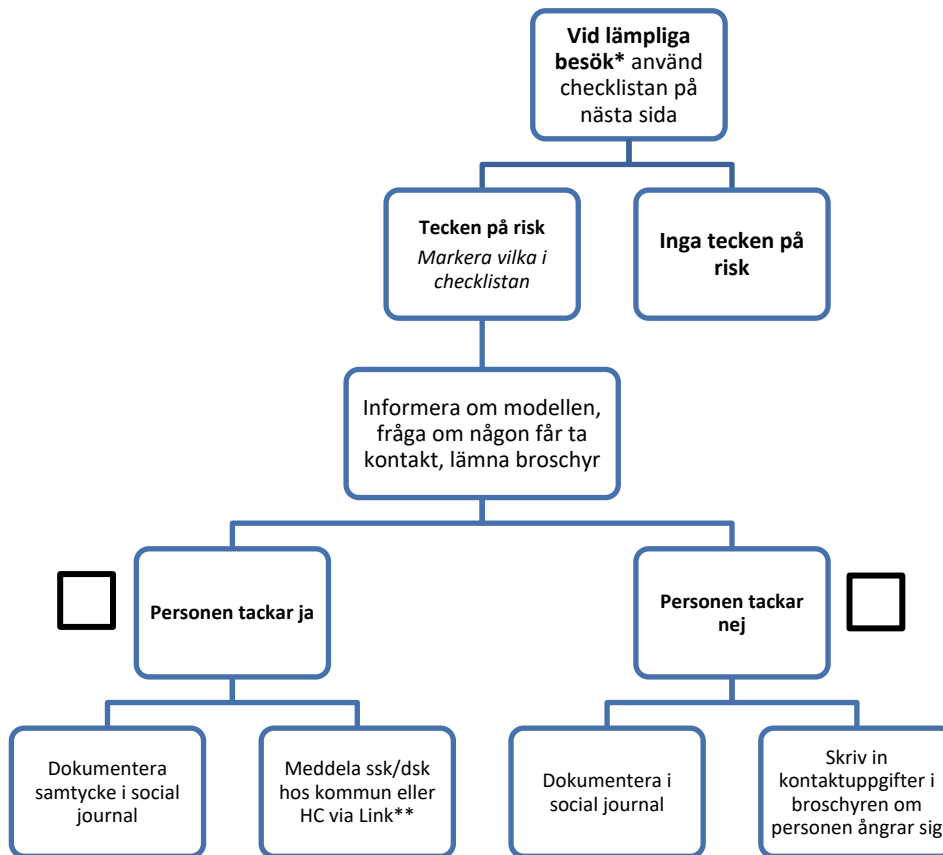 Vid lämpliga
besök* använd
checklistan på
nästa sida
Tecken på risk
Markera vilka i
checklistan
Inga tecken på
risk
Informera om modellen,
fråga om någon får ta
kontakt, lämna broschyr
Personen tackar ja
Personen tackar
nej
Dokumentera
samtycke i social
journal
Meddela ssk/dsk
hos kommun eller
HC via Link**
Dokumentera i
social journal
Skriv in
kontaktuppgifter i
broschyren om
personen ångrar sig